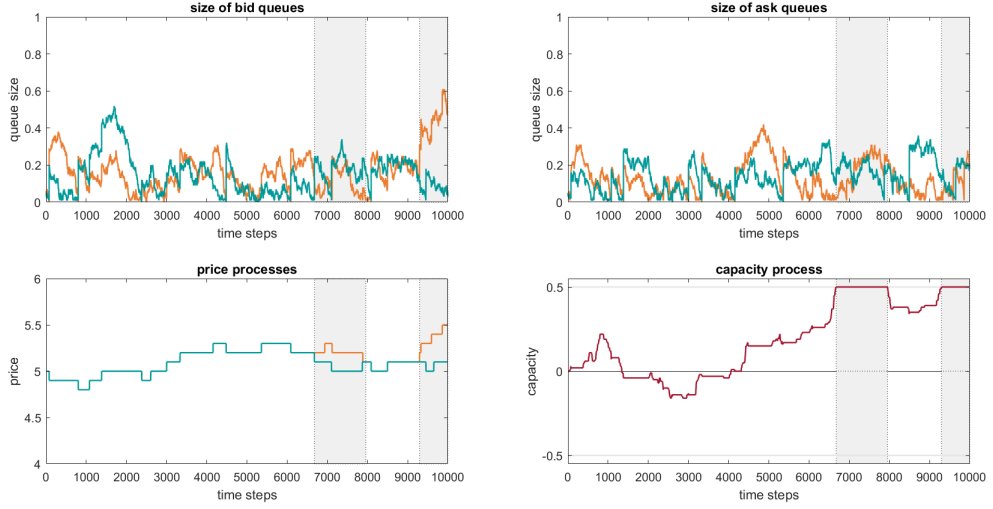 size of bid queues
1
0.8
0.6
0.4
0.2
0
queue size
0 1000 2000 3000 4000 5000 6000 7000 8000 9000 10000
time steps
size of ask queues
1
0.8
0.6
0.4
0.2
0
queue size
0 1000 2000 3000 4000 5000 6000 7000 8000 9000 10000
time steps
price processes
6
5.5
5
4.5
4
price
0 1000 2000 3000 4000 5000 6000 7000 8000 9000 10000
time steps
capacity process
0.5
0
-0.5
capacity
0 1000 2000 3000 4000 5000 6000 7000 8000 9000 10000
time steps